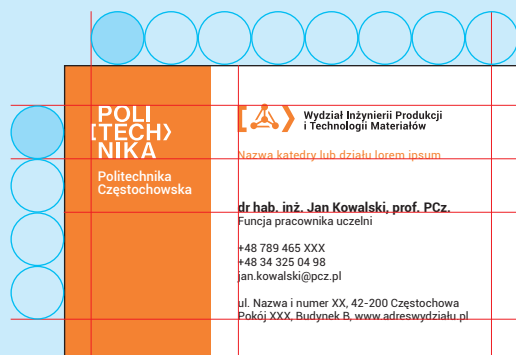 POLI
(TECH)
NIKA
Politechnika
Częstochowska
Wydział Inżynierii Produkcji
i Technologii Materiałów
Nazwa katedry lub działu lorem ipsum
dr hab. inż. Jan Kowalski, prof. PCz.
Funcja pracownika uczelni
+48 789 465 XXX
+48 34 325 04 98
jan.kowalski@pcz.pl
ul. Nazwa i numer XX, 42-200 Częstochowa
Pokój XXX, Budynek B, www.adreswydziału.pl